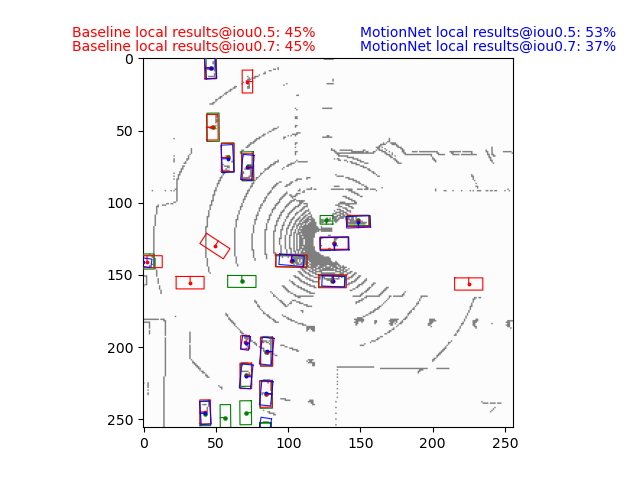 Baseline local results@iou0.5: 45% MotionNet local results@iou0.5: 53%
Baseline local results@iou0.7: 45% MotionNet local results@iou0.7: 37%
0
50
100
150
200
250
0 50 100 150 200 250